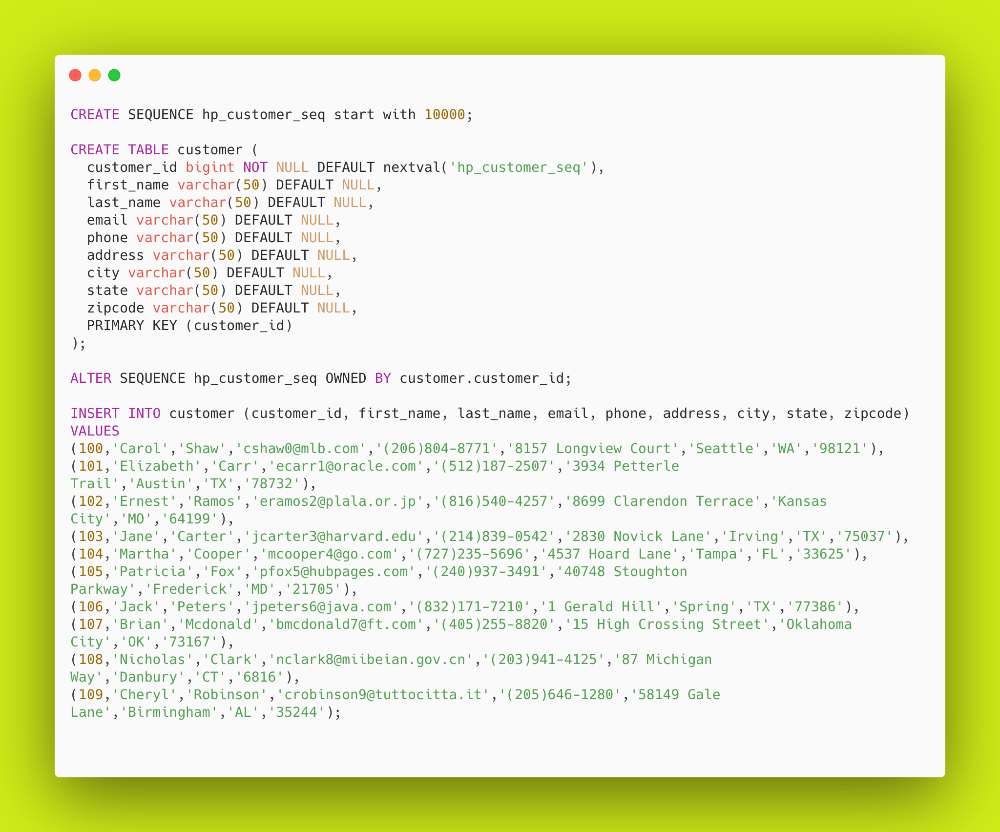 CREATE SEQUENCE hp_customer_seq start with 10000;
CREATE TABLE customer (
customer_id bigint NOT NULL DEFAULT nextval('hp_customer_seq'),
first_name varchar(50) DEFAULT NULL,
last_name varchar(50) DEFAULT NULL,
email varchar(50) DEFAULT NULL,
phone varchar(50) DEFAULT NULL,
address varchar(50) DEFAULT NULL,
city varchar(50) DEFAULT NULL,
state varchar(50) DEFAULT NULL,
zipcode varchar(50) DEFAULT NULL,
PRIMARY KEY (customer_id)
);
ALTER SEQUENCE hp_customer_seq OWNED BY customer.customer_id;
INSERT INTO customer (customer_id, first_name, last_name, email, phone, address, city, state, zipcode)
VALUES
(100,'Carol','Shaw','cshaw0@mlb.com','(206)804-8771','8157 Longview Court','Seattle','WA','98121'),
(101,'Elizabeth','Carr','ecarr1@oracle.com','(512)187-2507','3934 Petterle
Trail','Austin','TX','78732'),
(102,'Ernest','Ramos','eramos2@plala.or.jp','(816)540-4257','8699 Clarendon Terrace','Kansas
City','MO','64199'),
(103,'Jane','Carter','jcarter3@harvard.edu','(214)839-0542','2830 Novick Lane','Irving','TX','75037'),
(104,'Martha','Cooper','mcooper4@go.com','(727)235-5696','4537 Hoard Lane','Tampa','FL','33625'),
(105,'Patricia','Fox','pfox5@hubpages.com','(240)937-3491','40748 Stoughton
Parkway','Frederick','MD','21705'),
(106,'Jack','Peters','jpeters6@java.com','(832)171-7210','1 Gerald Hill','Spring','TX','77386'),
(107,'Brian','Mcdonald','bmcdonald7@ft.com','(405)255-8820','15 High Crossing Street','Oklahoma
City','OK','73167'),
(108,'Nicholas','Clark','nclark8@miibeian.gov.cn','(203)941-4125','87 Michigan
Way','Danbury','CT','6816'),
(109,'Cheryl','Robinson','crobinson9@tuttocitta.it','(205)646-1280','58149 Gale
Lane','Birmingham','AL','35244');